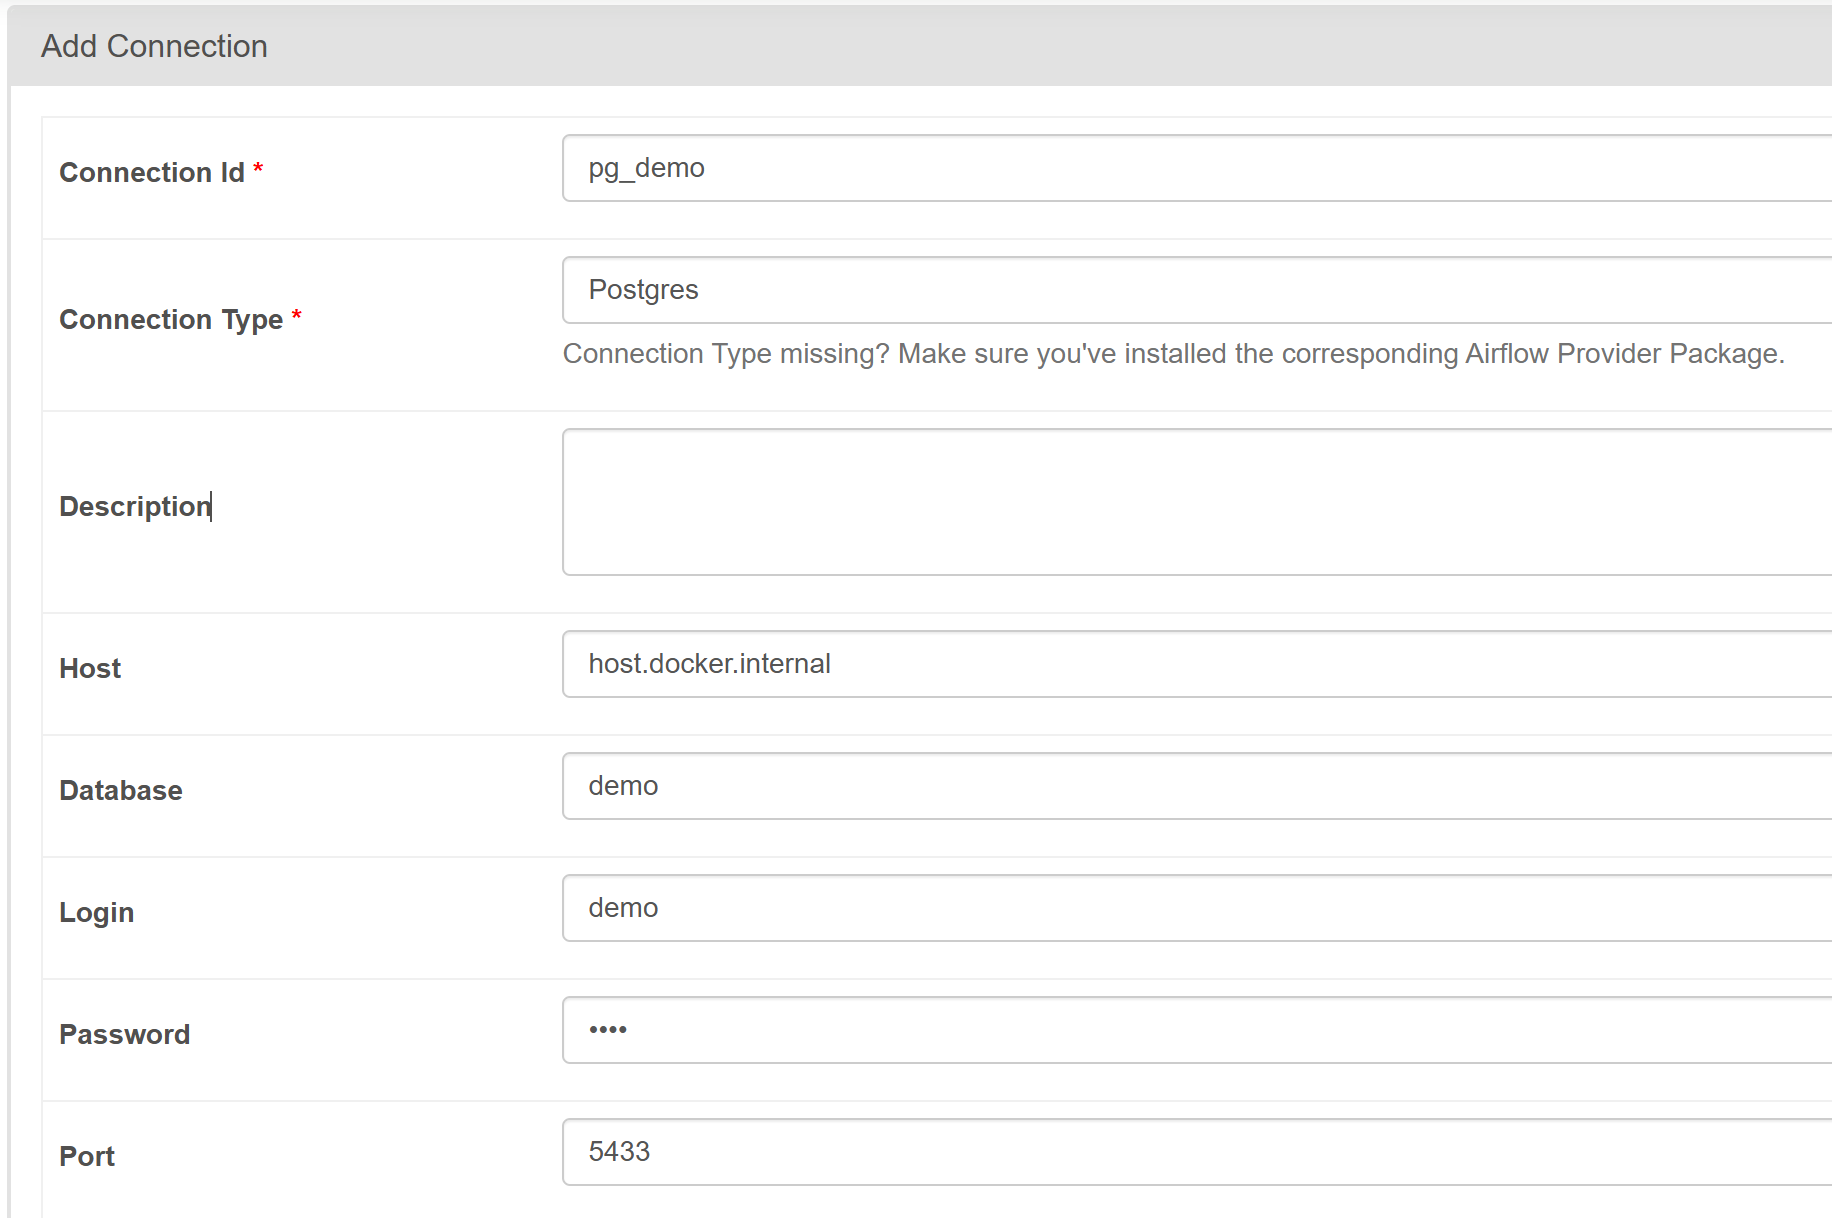 Add Connection
Connection Id *
pg_demo
Connection Type *
Postgres
Connection Type missing? Make sure you've installed the corresponding Airflow Provider Package.
Description
Host
host.docker.internal
Database
demo
Login
demo
Password
••••
Port
5433